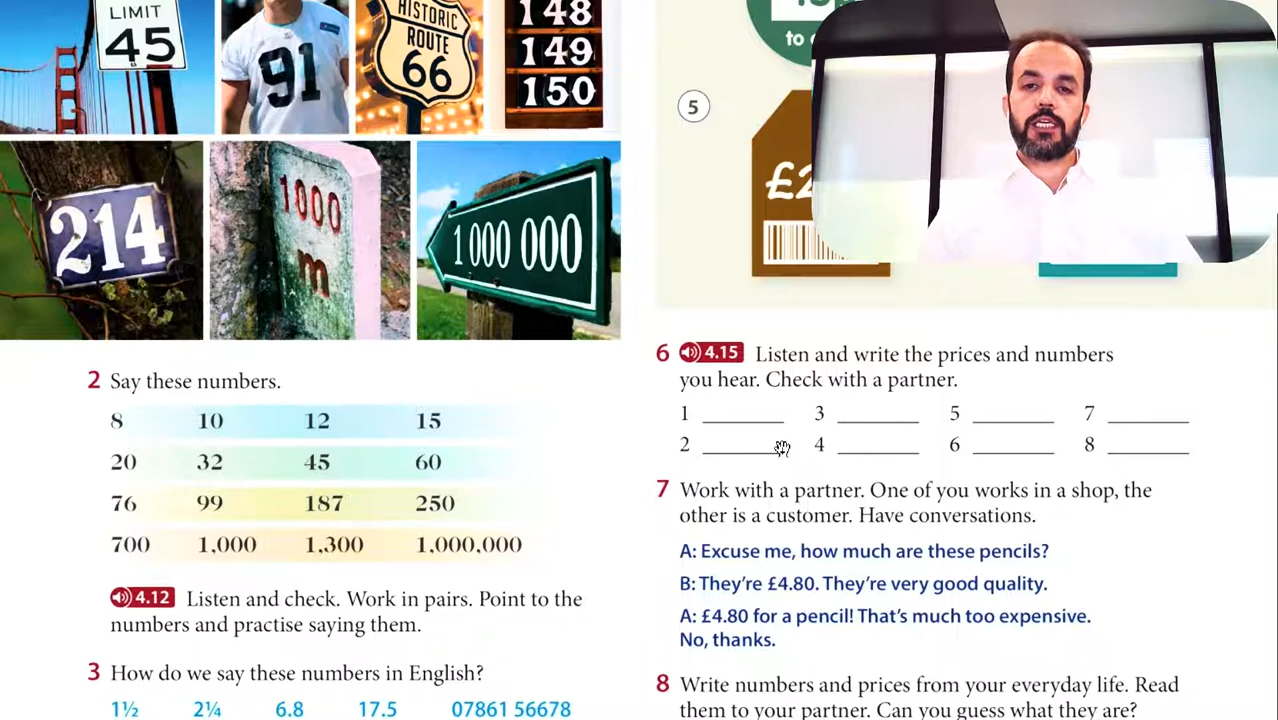 LIMIT
45
91
HISTORIC
ROUTE
66
148
149
150
214
1000
m
1 000 000
to
5
2 Say these numbers.
8 10 12 15
20 32 45 60
76 99 187 250
700 1,000 1,300 1,000,000
4.12 Listen and check. Work in pairs. Point to the
numbers and practise saying them.
3 How do we say these numbers in English?
1½ 2¼ 6.8 17.5 07861 56678
6 4.15 Listen and write the prices and numbers
you hear. Check with a partner.
1 ________ 3 ________ 5 ________ 7 ________
2 ________ 4 ________ 6 ________ 8 ________
7 Work with a partner. One of you works in a shop, the
other is a customer. Have conversations.
A: Excuse me, how much are these pencils?
B: They're £4.80. They're very good quality.
A: £4.80 for a pencil! That's much too expensive.
No, thanks.
8 Write numbers and prices from your everyday life. Read
them to your partner. Can you guess what they are?